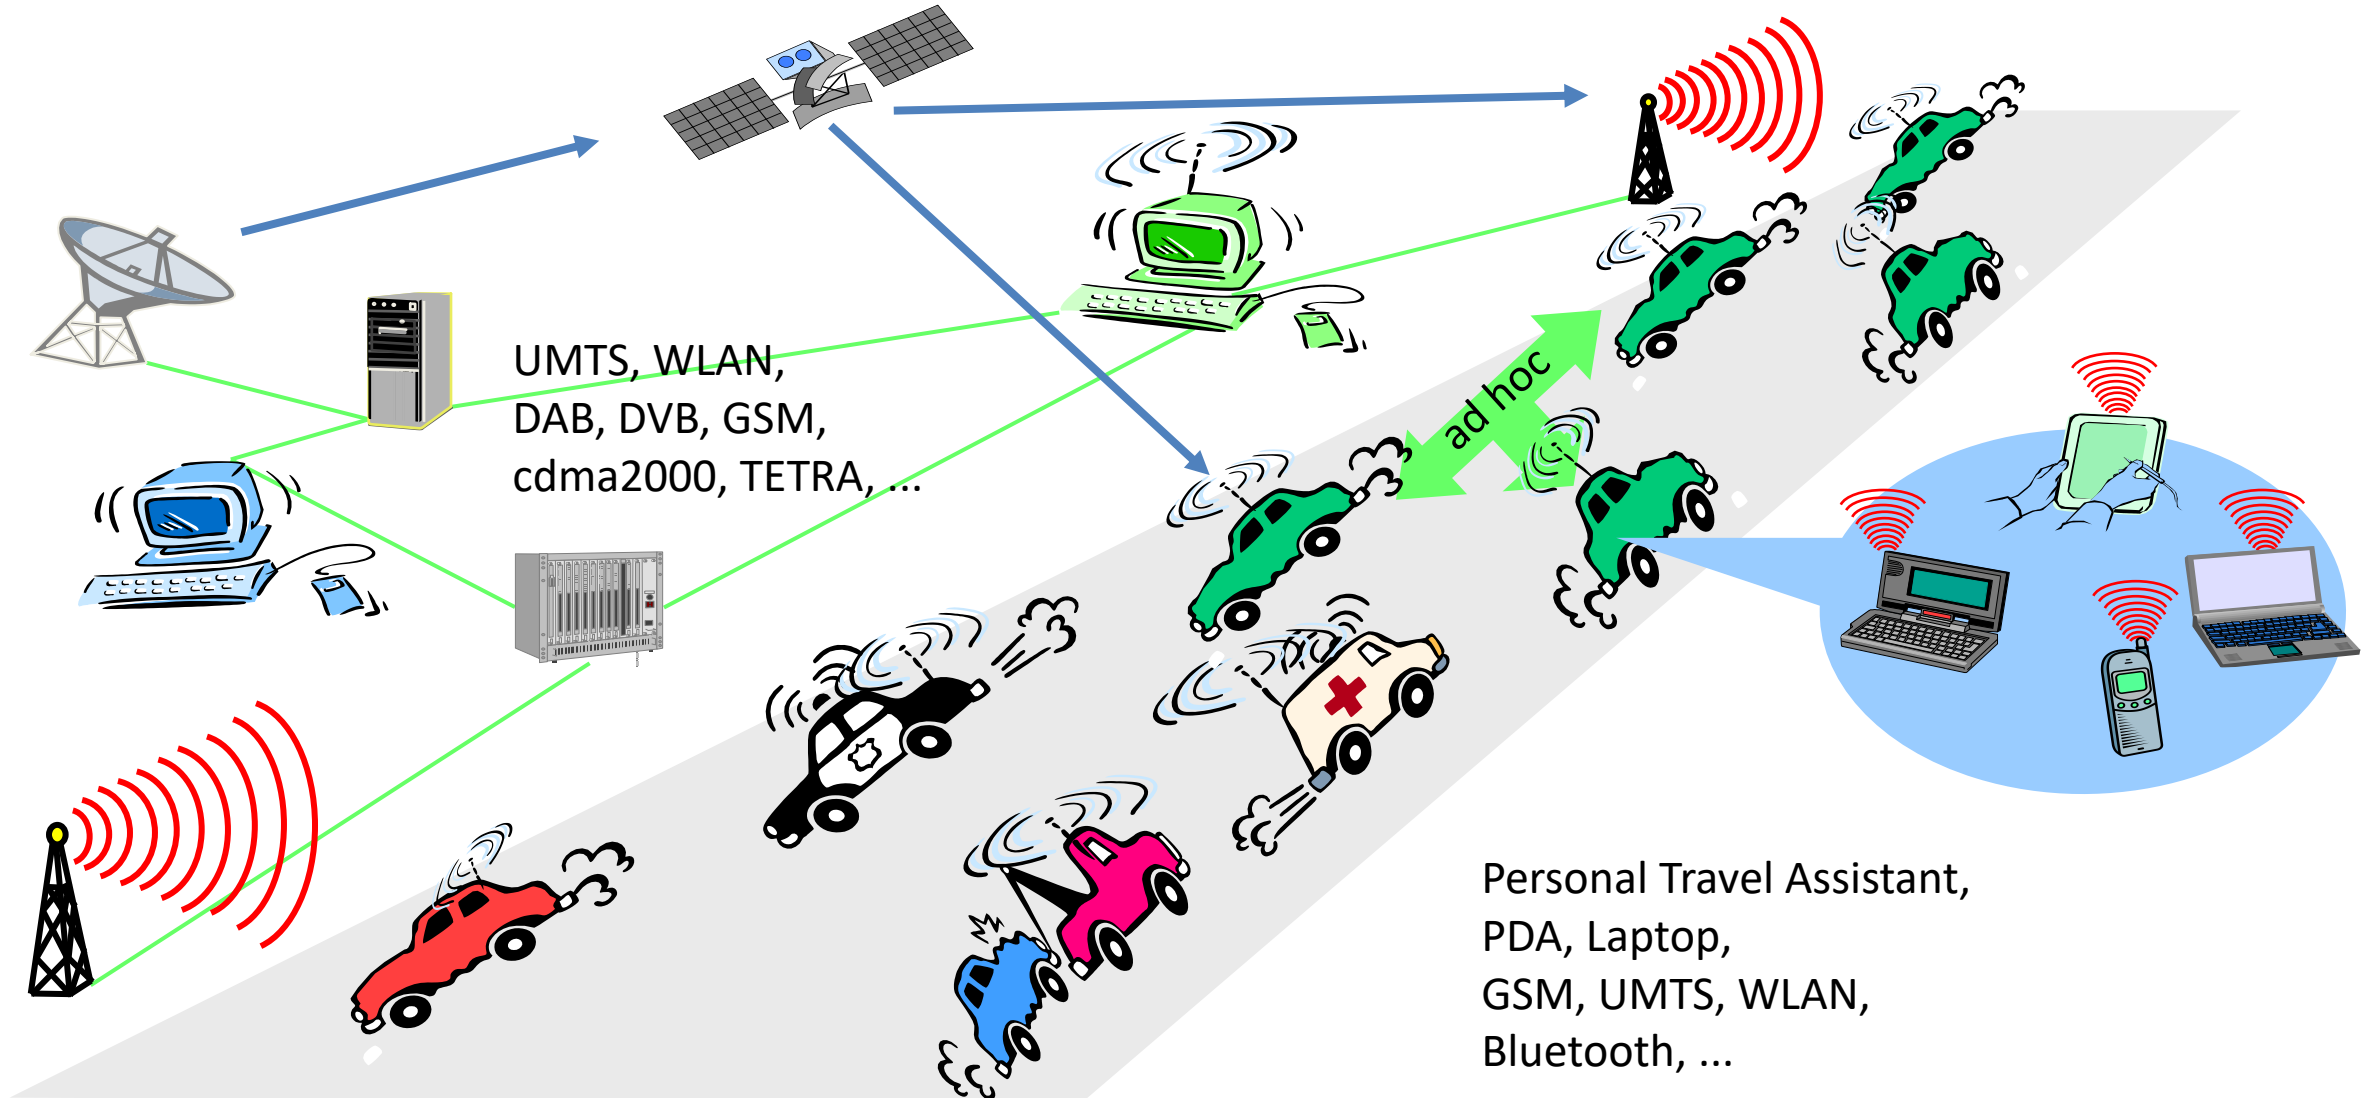 UMTS, WLAN,
DAB, DVB, GSM,
cdma2000, TETRA, ...
ad hoc
Personal Travel Assistant,
PDA, Laptop,
GSM, UMTS, WLAN,
Bluetooth, ...